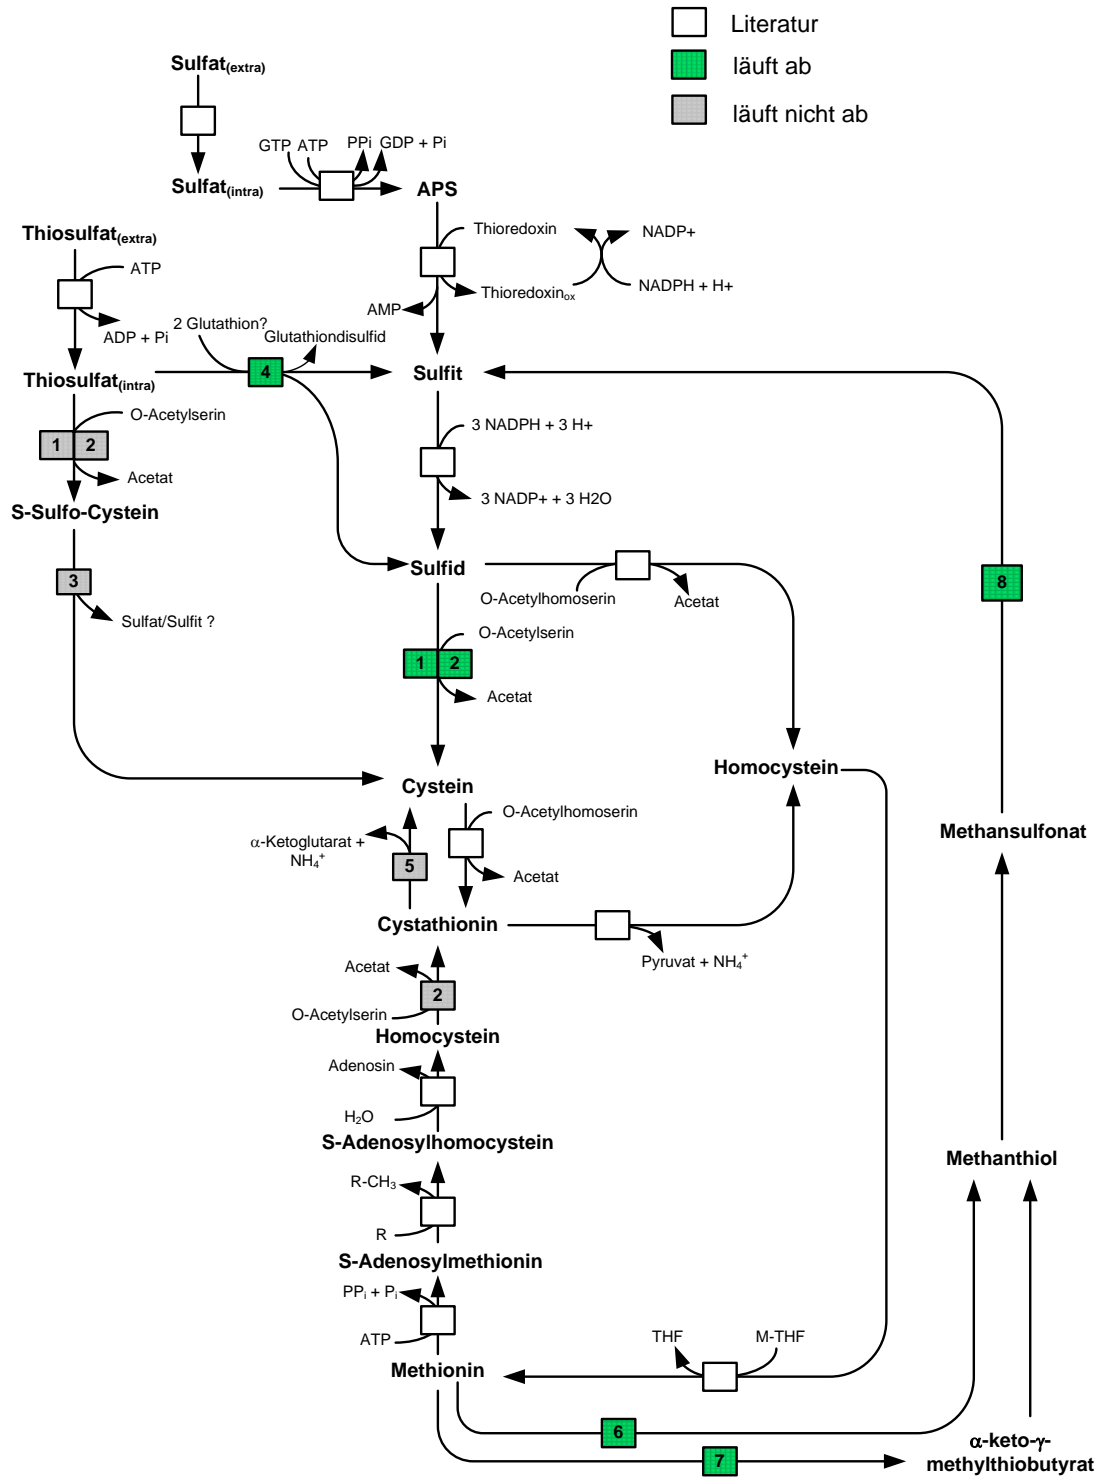 Literatur
läuft ab
läuft nicht ab
Sulfat(extra)
GTP ATP PPi GDP + Pi
Sulfat(intra)
APS
Thiosulfat(extra)
Thioredoxin
NADP+
ATP
Thioredoxinox
NADPH + H+
AMP
ADP + Pi
2 Glutathion?
Glutathiondisulfid
Thiosulfat(intra)
4
Sulfit
O-Acetylserin
3 NADPH + 3 H+
1 2
Acetat
3 NADP+ + 3 H2O
S-Sulfo-Cystein
Sulfid
3
8
O-Acetylhomoserin
Acetat
Sulfat/Sulfit ?
O-Acetylserin
1 2
Acetat
Homocystein
Cystein
O-Acetylhomoserin
Methansulfonat
α-Ketoglutarat +
NH4+
5
Acetat
Cystathionin
Pyruvat + NH4+
Acetat
2
O-Acetylserin
Homocystein
Adenosin
H2O
S-Adenosylhomocystein
Methanthiol
R-CH3
R
S-Adenosylmethionin
PPi + Pi
ATP
THF
M-THF
Methionin
6
α-keto-γ-
methylthiobutyrat
7